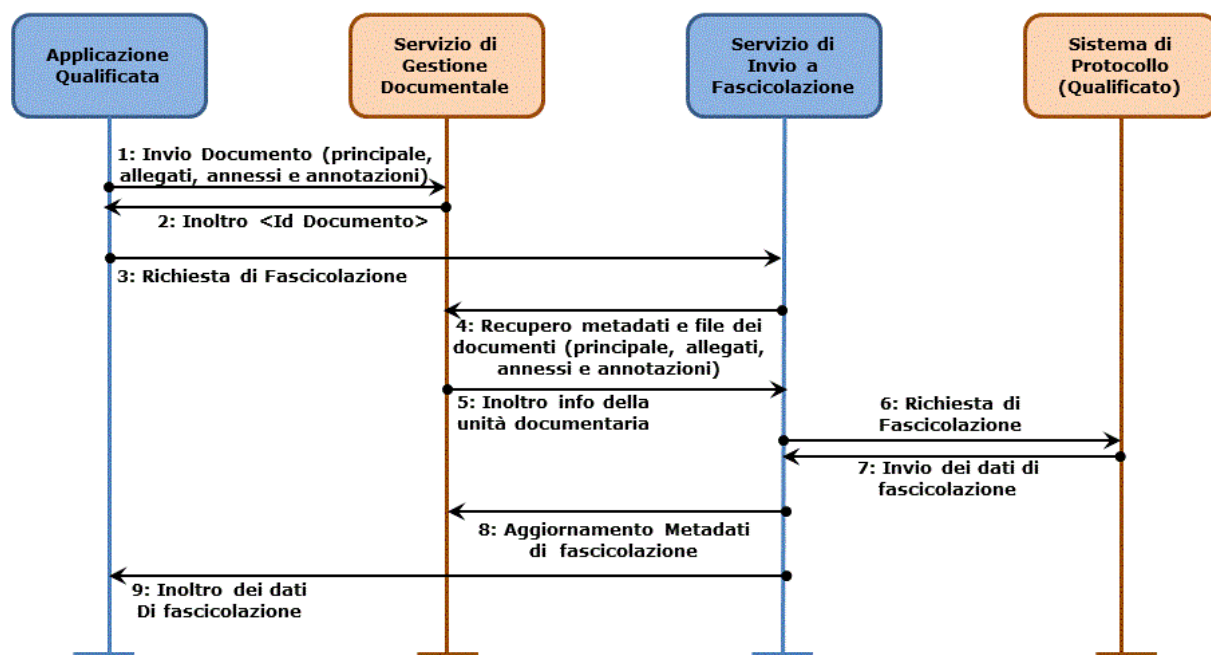 Applicazione
Qualificata
Servizio di
Gestione
Documentale
Servizio di
Invio a
Fascicolazione
Sistema di
Protocollo
(Qualificato)
1: Invio Documento (principale,
allegati, annessi e annotazioni)
2: Inoltro <Id Documento>
3: Richiesta di Fascicolazione
4: Recupero metadati e file dei
documenti (principale, allegati,
annessi e annotazioni)
5: Inoltro info della
unità documentaria
6: Richiesta di
Fascicolazione
7: Invio dei dati di
fascicolazione
8: Aggiornamento Metadati
di fascicolazione
9: Inoltro dei dati
Di fascicolazione